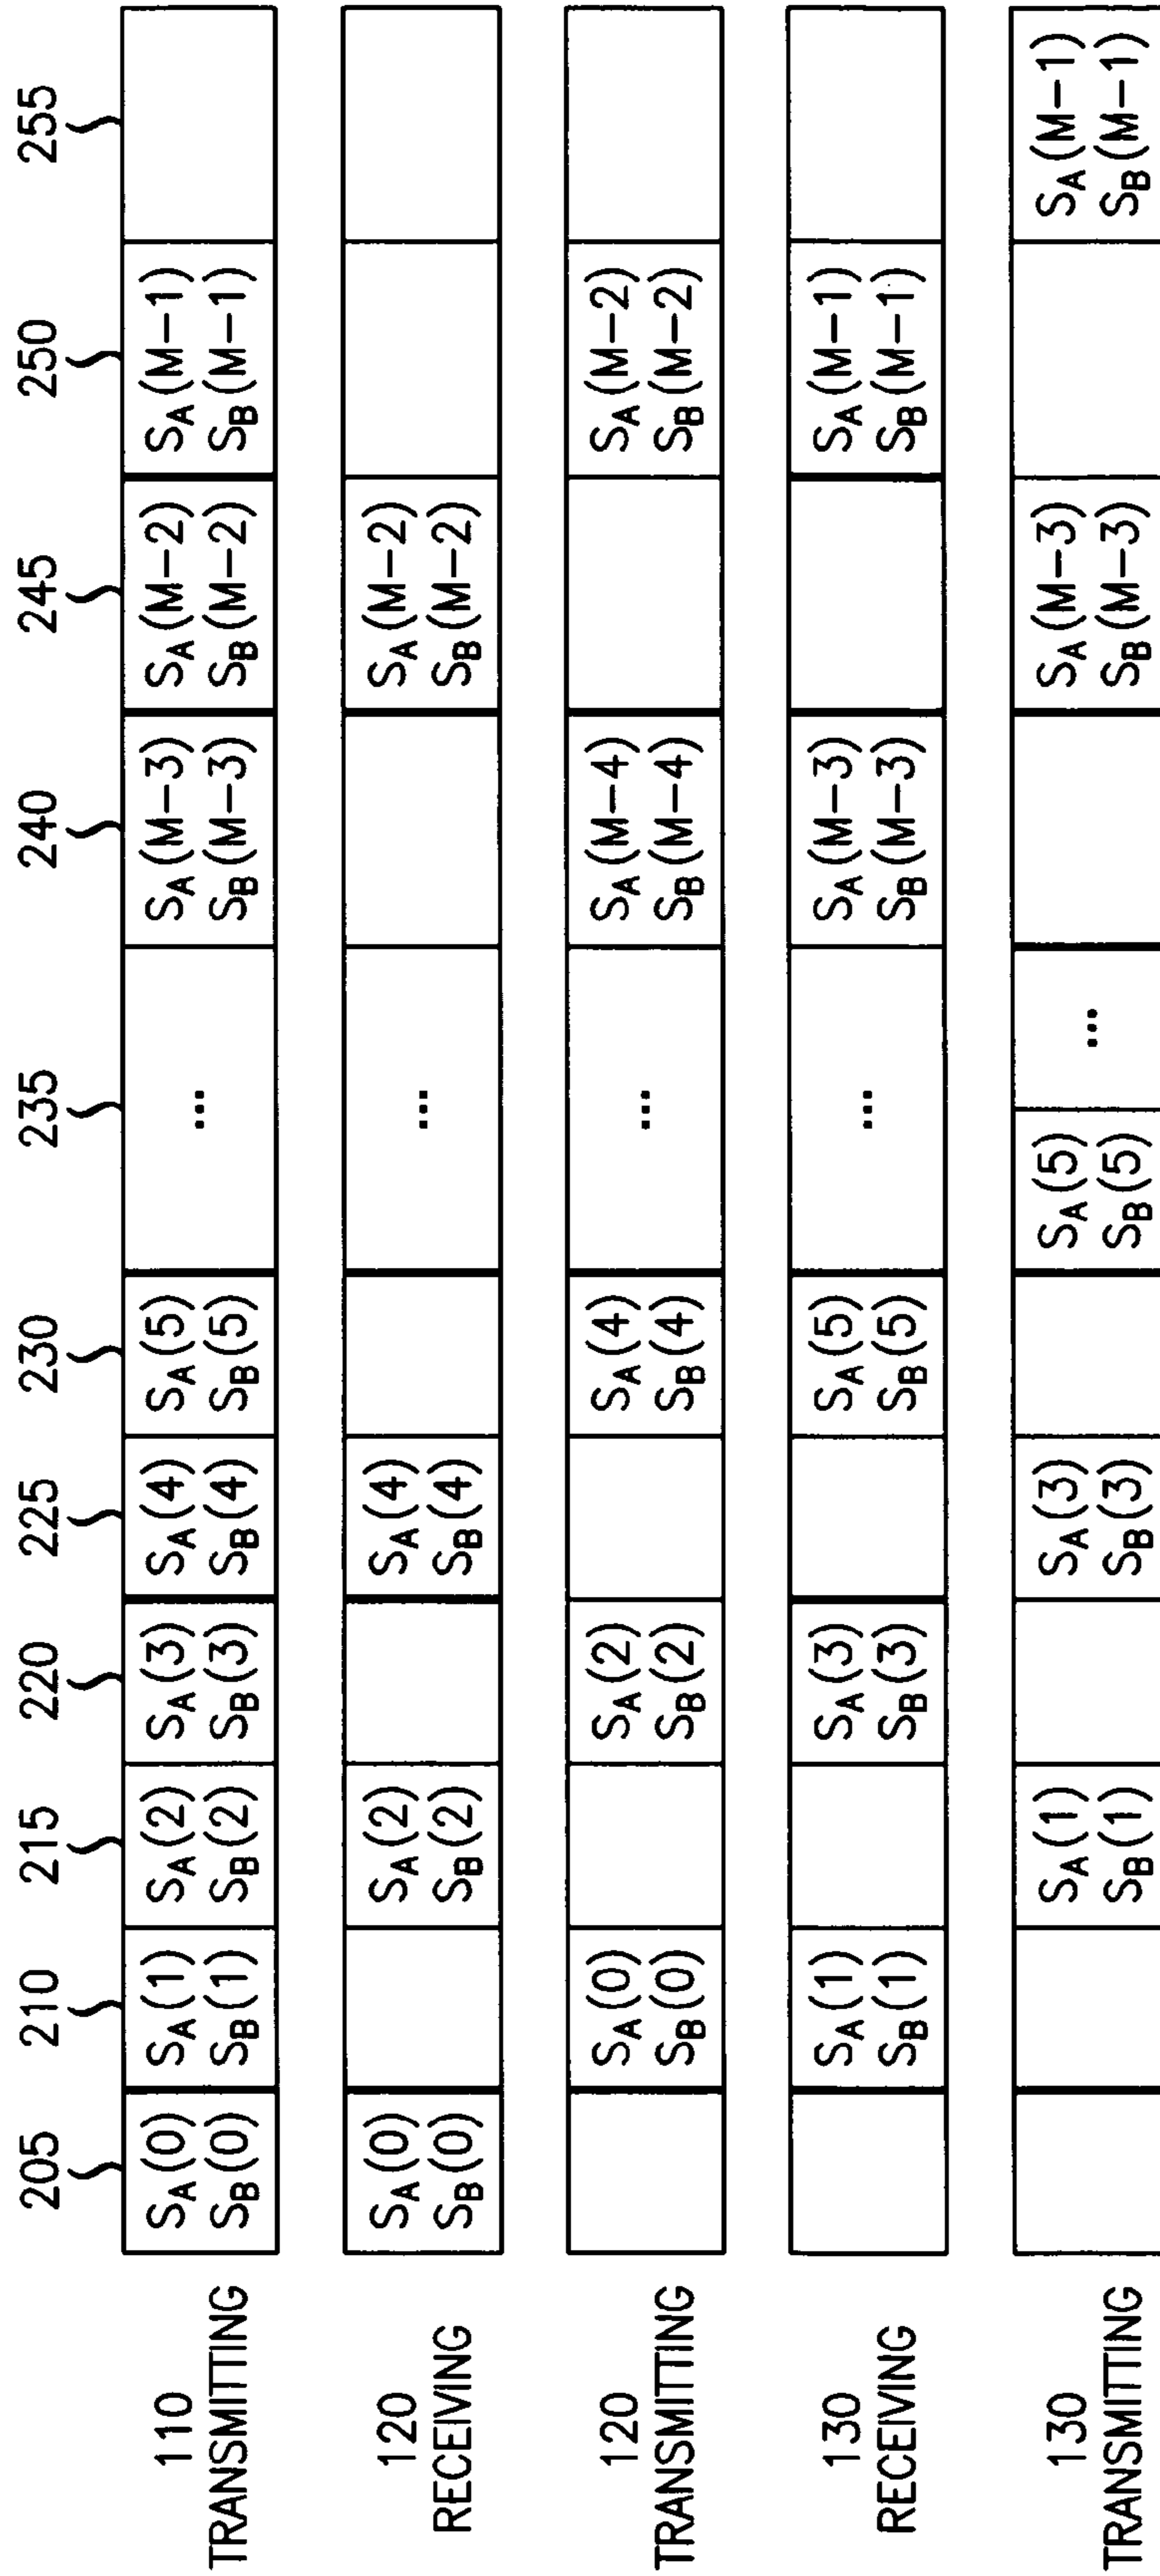 205 210 215 220 225 230 235 240 245 250 255
110
TRANSMITTING
SA(0) SA(1) SA(2) SA(3) SA(4) SA(5) ... SA(M-3) SA(M-2) SA(M-1)
SB(0) SB(1) SB(2) SB(3) SB(4) SB(5) SB(M-3) SB(M-2) SB(M-1)
120
RECEIVING
SA(0) SA(2) SA(4) ... SA(M-2)
SB(0) SB(2) SB(4) SB(M-2)
120
TRANSMITTING
SA(0) SA(2) SA(4) ... SA(M-4) SA(M-2)
SB(0) SB(2) SB(4) SB(M-4) SB(M-2)
130
RECEIVING
SA(1) SA(3) SA(5) ... SA(M-3) SA(M-1)
SB(1) SB(3) SB(5) SB(M-3) SB(M-1)
130
TRANSMITTING
SA(1) SA(3) SA(5) ... SA(M-3) SA(M-1)
SB(1) SB(3) SB(5) SB(M-3) SB(M-1)